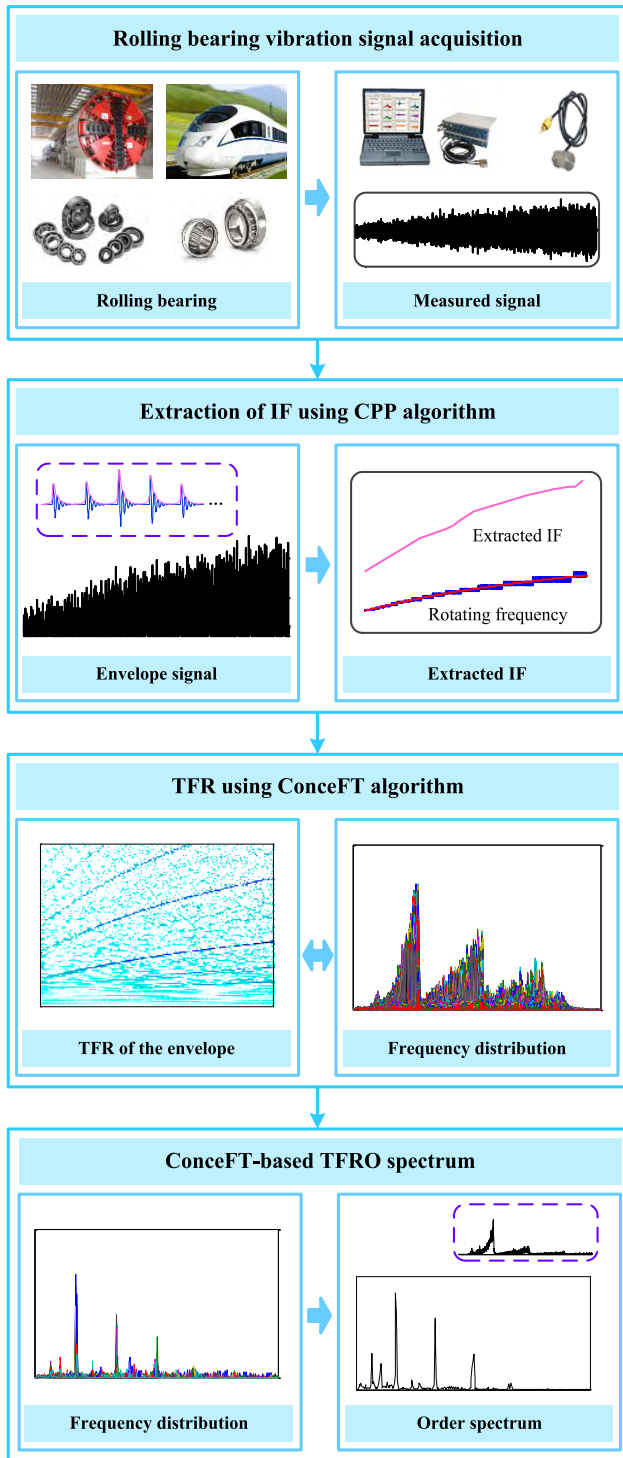 Rolling bearing vibration signal acquisition
Rolling bearing
Measured signal
Extraction of IF using CPP algorithm
...
Extracted IF
Rotating frequency
Envelope signal
Extracted IF
TFR using ConceFT algorithm
TFR of the envelope
Frequency distribution
ConceFT-based TFRO spectrum
Frequency distribution
Order spectrum